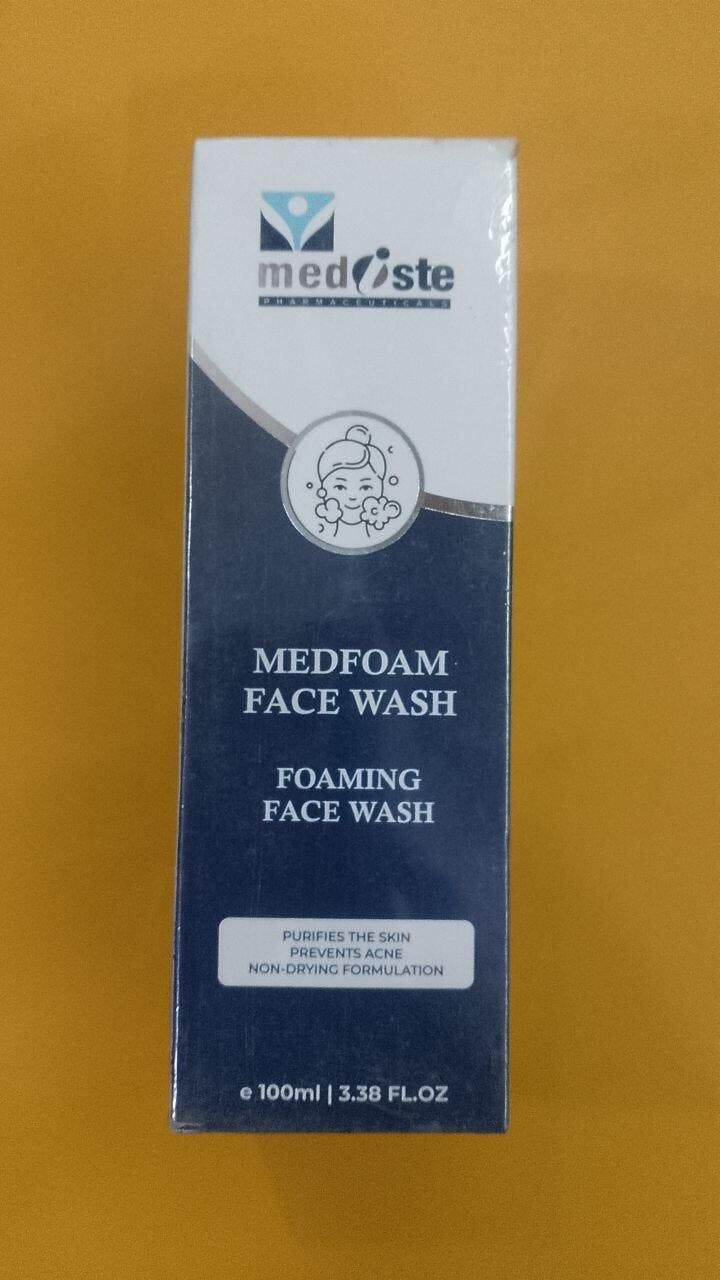 mediste
PHARMACEUTICALS
MEDFOAM
FACE WASH
FOAMING
FACE WASH
PURIFIES THE SKIN
PREVENTS ACNE
NON-DRYING FORMULATION
e 100ml | 3.38 FL.OZ